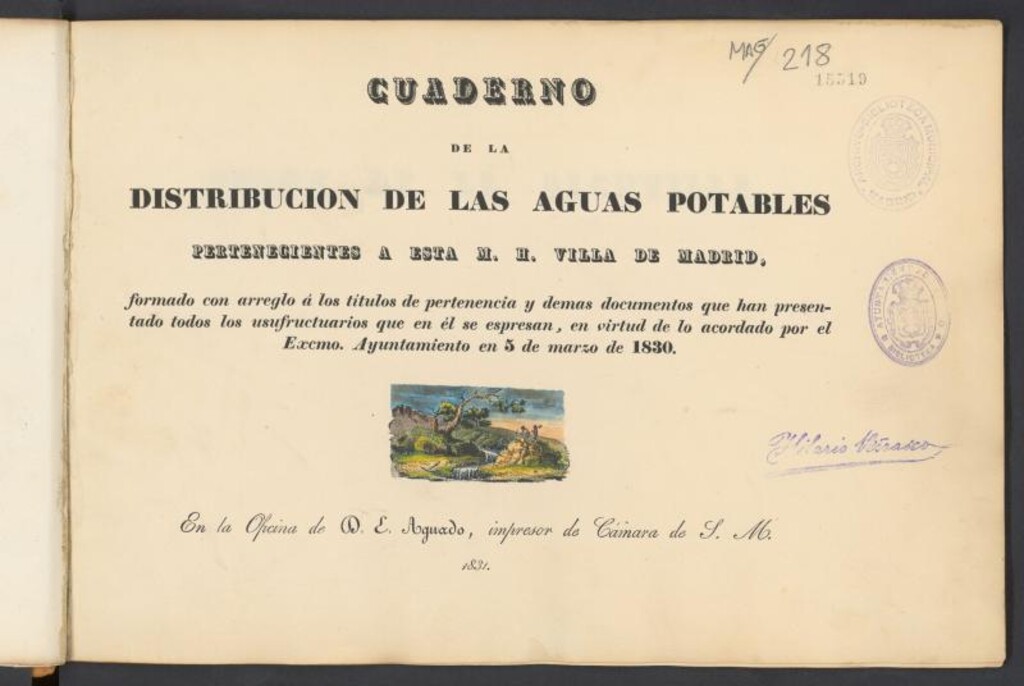 MAG/ 218
15519
CUADERNO
DE LA
DISTRIBUCION DE LAS AGUAS POTABLES
PERTENECIENTES A ESTA M. H. VILLA DE MADRID,
formado con arreglo á los títulos de pertenencia y demas documentos que han presen-
tado todos los usufructuarios que en él se espresan, en virtud de lo acordado por el
Excmo. Ayuntamiento en 5 de marzo de 1830.
Hilario
En la Oficina de D. E. Aguado, impresor de Cámara de S. M.
1831.